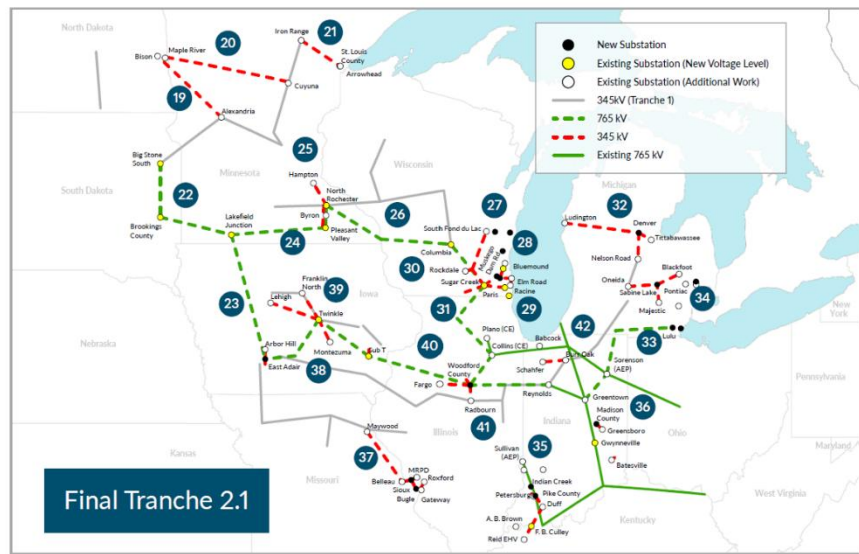 North Dakota
20
21
Iron Range
Bison
Maple River
St. Louis
County
Arrowhead
Cuyuna
19
Alexandria
New Substation
Existing Substation (New Voltage Level)
Existing Substation (Additional Work)
345kV (Tranche 1)
765 kV
345 kV
Existing 765 kV
25
Big Stone
South
Minnesota
Hampton
Wisconsin
South Dakota
22
North
Rochester
26
27
Michigan
32
Brookings
County
Lakefield
Junction
Byron
Pleasant
Valley
South Fond du Lac
Ludington
Denver
Tittabawassee
24
Columbia
28
Nelson Road
30
Rockdale
Muskego
Dam Rd
Bluemound
Blackfoot
Sugar Creek
Elm Road
Oneida
Pontiac
34
Franklin
North
39
Paris
Racine
Sabine Lake
Majestic
23
Lehigh
Iowa
31
29
New
York
Twinkle
42
Nebraska
Arbor Hill
40
Plano (CE)
Babcock
33
Lulu
Montezuma
Sub T
Collins (CE)
Burr Oak
East Adair
38
Woodford
County
Schahfer
Sorenson
(AEP)
Pennsylvania
Fargo
Reynolds
Greentown
Radbourn
Madison
County
36
41
Illinois
Indiana
Greensboro
Ohio
Maywood
Sullivan
(AEP)
35
Gwynneville
Maryland
Kansas
37
MRPD
Indian Creek
Batesville
Missouri
Belleau
Roxford
Petersburg
Pike County
Sioux
Gateway
Duff
West Virginia
Bugle
A. B. Brown
F. B. Culley
Kentucky
Reid EHV
Final Tranche 2.1